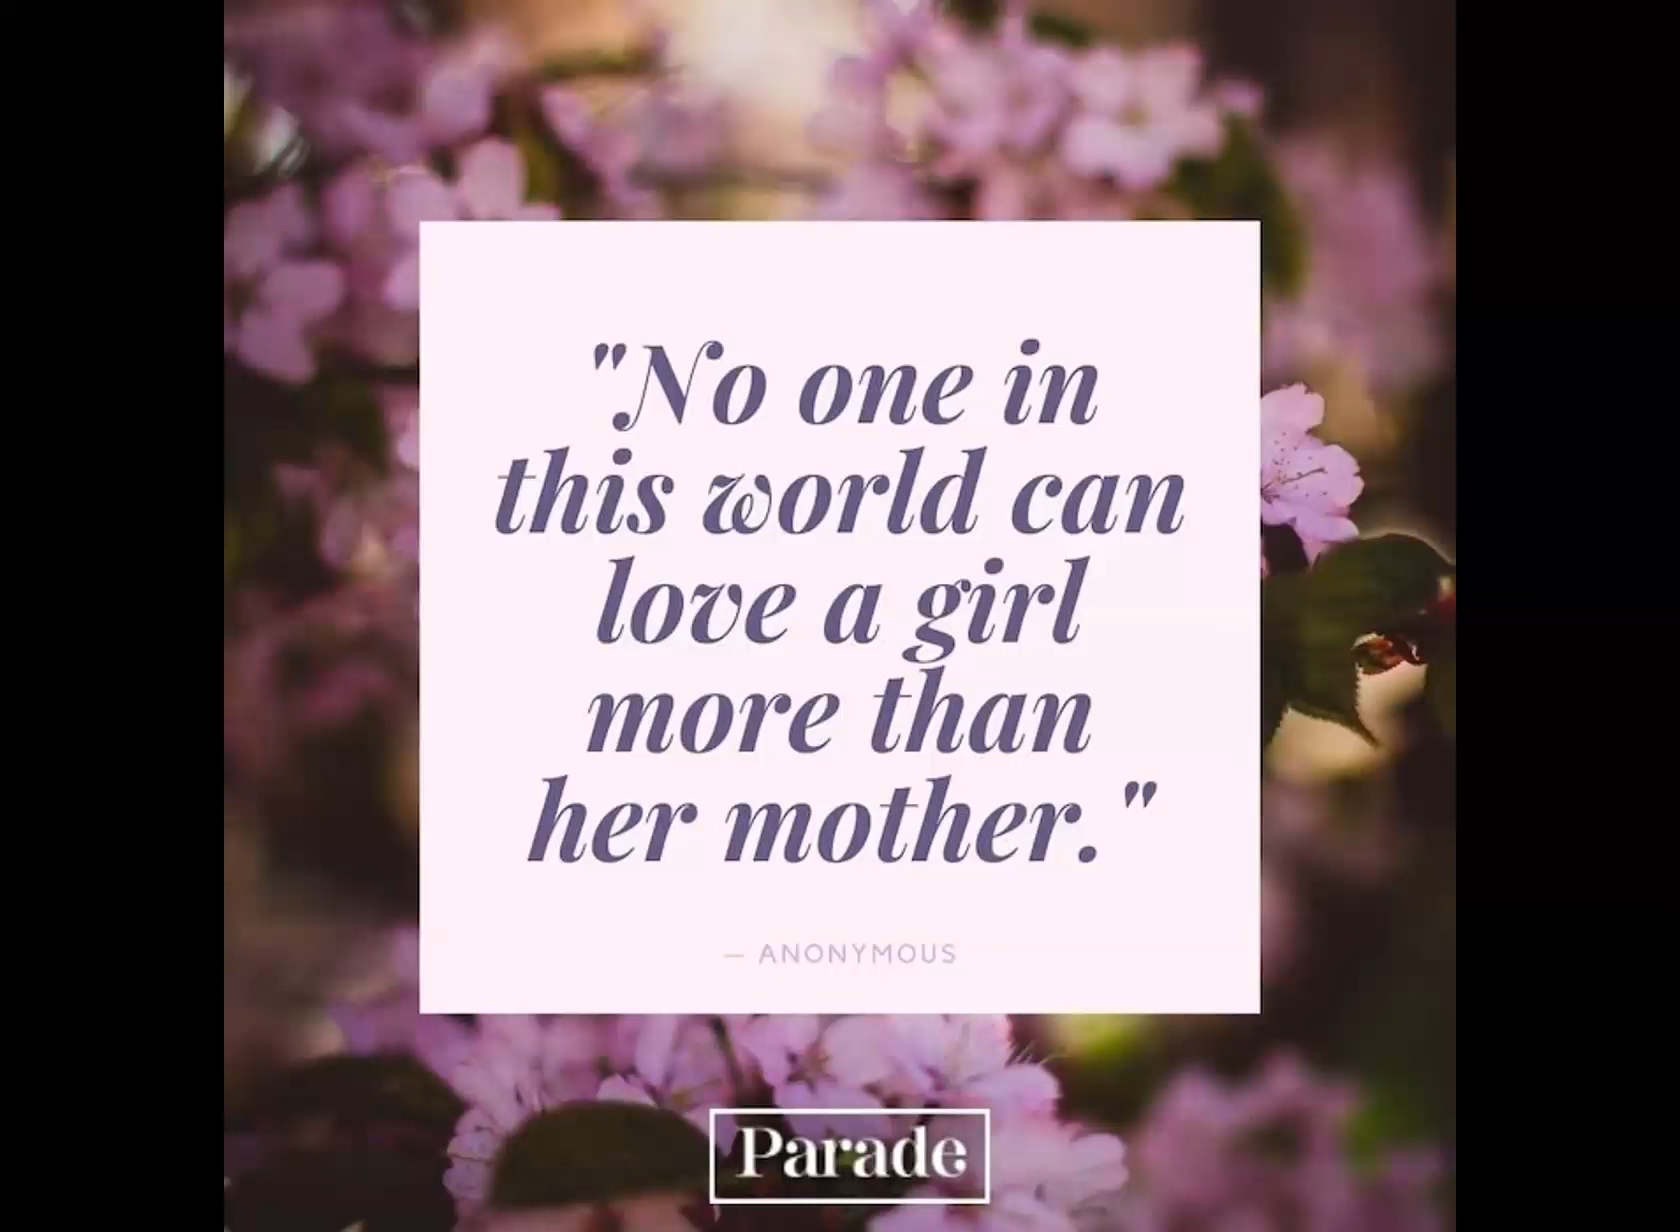 "No one in
this world can
love a girl
more than
her mother."
— ANONYMOUS
Parade